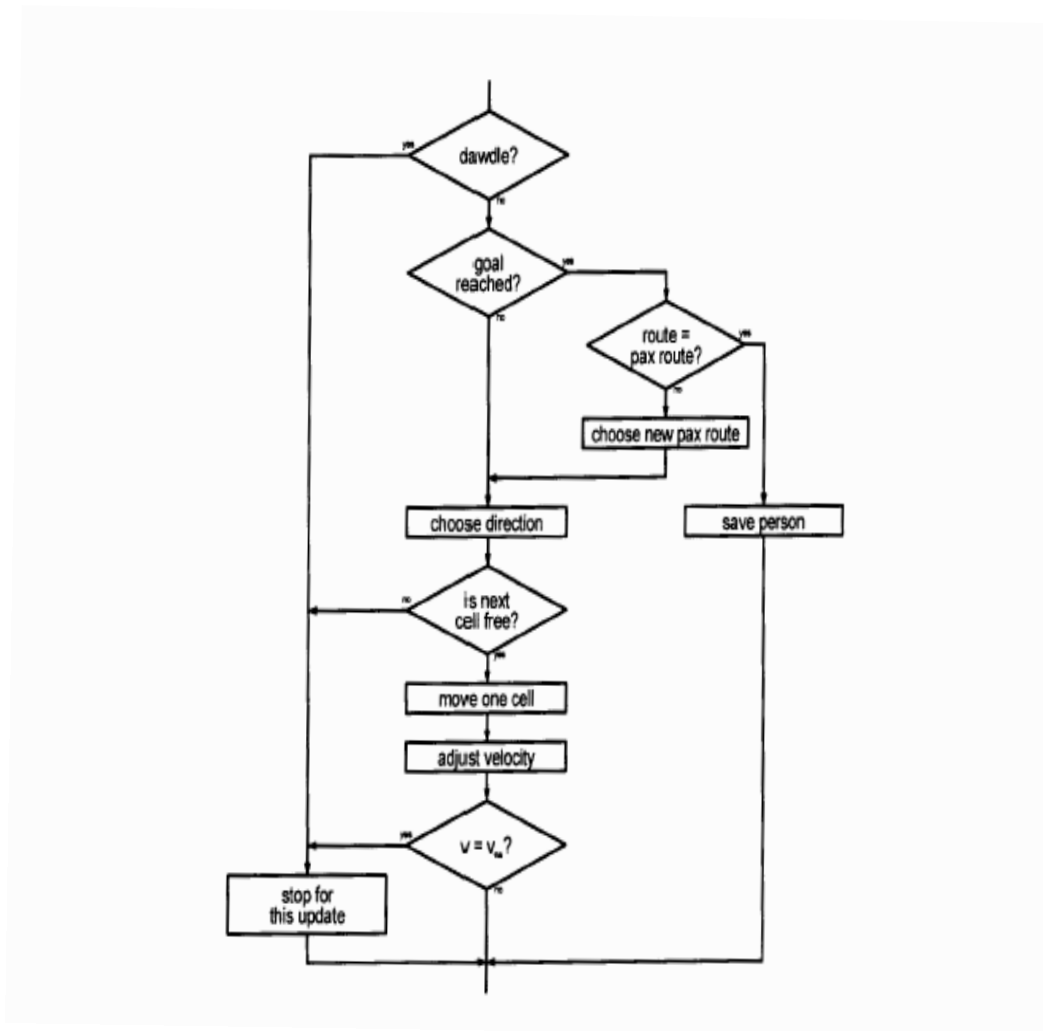 dawdle?
yes
no
goal
reached?
yes
no
route =
pax route?
yes
no
choose new pax route
choose direction
save person
is next
cell free?
no
yes
move one cell
adjust velocity
v = v
?
yes
no
stop for
this update